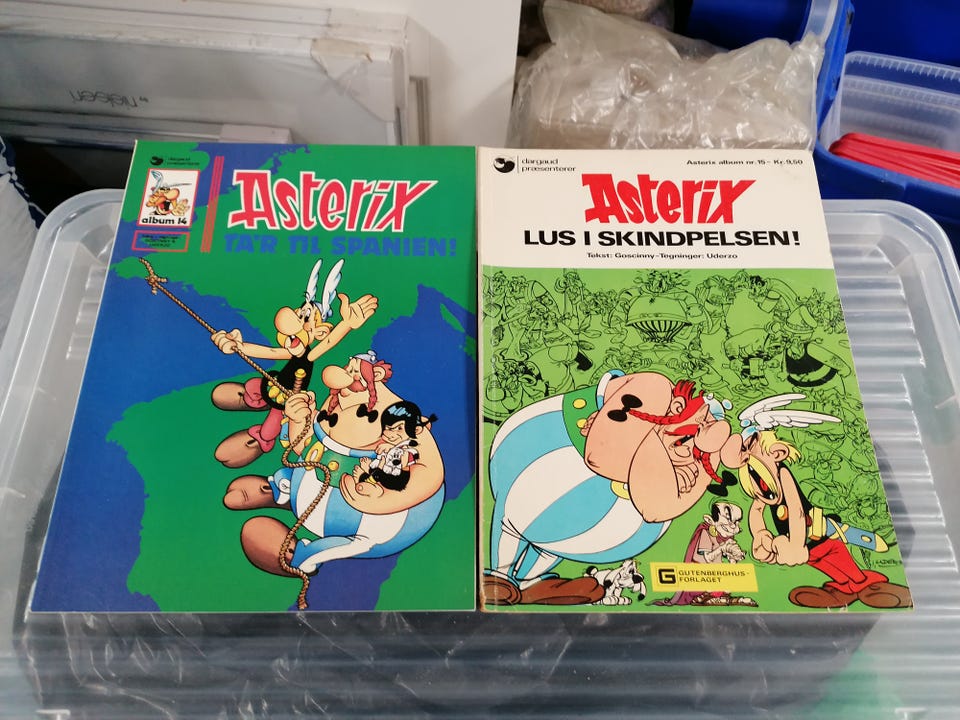 dargaud
præsenterer
album 14
Asterix
TA'R TIL SPANIEN!
dargaud
præsenterer
Asterix album nr. 15 - Kr. 9,50
Asterix
LUS I SKINDPELSEN!
Tekst: Goscinny - Tegninger: Uderzo
G GUTENBERGHUS-
FORLAGET
nielsen